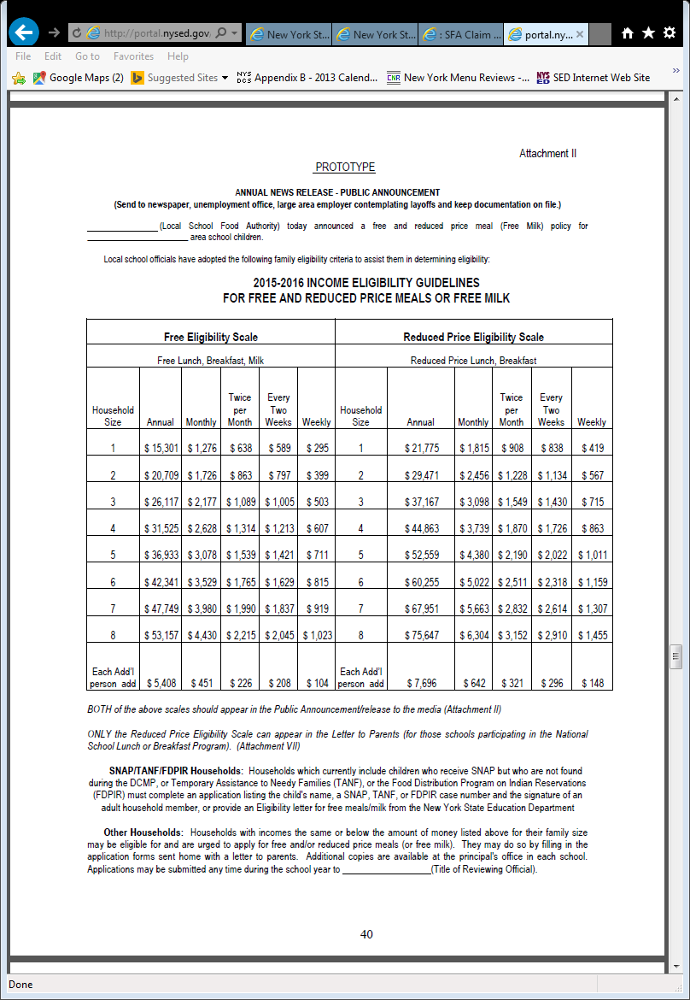 http://portal.nysed.gov
New York St...
New York St...
: SFA Claim ...
portal.ny...
File Edit Go to Favorites Help
Google Maps (2) Suggested Sites NYS DCS Appendix B - 2013 Calend... CNR New York Menu Reviews -... NYS ED SED Internet Web Site
Attachment II
PROTOTYPE
ANNUAL NEWS RELEASE - PUBLIC ANNOUNCEMENT
(Send to newspaper, unemployment office, large area employer contemplating layoffs and keep documentation on file.)
(Local School Food Authority) today announced a free and reduced price meal (Free Milk) policy for
area school children.
Local school officials have adopted the following family eligibility criteria to assist them in determining eligibility:
2015-2016 INCOME ELIGIBILITY GUIDELINES
FOR FREE AND REDUCED PRICE MEALS OR FREE MILK
Free Eligibility Scale Reduced Price Eligibility Scale
Free Lunch, Breakfast, Milk Reduced Price Lunch, Breakfast
Household Size Annual Monthly Twice per Month Every Two Weeks Weekly Household Size Annual Monthly Twice per Month Every Two Weeks Weekly
1 $ 15,301 $ 1,276 $ 638 $ 589 $ 295 1 $ 21,775 $ 1,815 $ 908 $ 838 $ 419
2 $ 20,709 $ 1,726 $ 863 $ 797 $ 399 2 $ 29,471 $ 2,456 $ 1,228 $ 1,134 $ 567
3 $ 26,117 $ 2,177 $ 1,089 $ 1,005 $ 503 3 $ 37,167 $ 3,098 $ 1,549 $ 1,430 $ 715
4 $ 31,525 $ 2,628 $ 1,314 $ 1,213 $ 607 4 $ 44,863 $ 3,739 $ 1,870 $ 1,726 $ 863
5 $ 36,933 $ 3,078 $ 1,539 $ 1,421 $ 711 5 $ 52,559 $ 4,380 $ 2,190 $ 2,022 $ 1,011
6 $ 42,341 $ 3,529 $ 1,765 $ 1,629 $ 815 6 $ 60,255 $ 5,022 $ 2,511 $ 2,318 $ 1,159
7 $ 47,749 $ 3,980 $ 1,990 $ 1,837 $ 919 7 $ 67,951 $ 5,663 $ 2,832 $ 2,614 $ 1,307
8 $ 53,157 $ 4,430 $ 2,215 $ 2,045 $ 1,023 8 $ 75,647 $ 6,304 $ 3,152 $ 2,910 $ 1,455
Each Add'l person add $ 5,408 $ 451 $ 226 $ 208 $ 104 Each Add'l person add $ 7,696 $ 642 $ 321 $ 296 $ 148
BOTH of the above scales should appear in the Public Announcement/release to the media (Attachment II)
ONLY the Reduced Price Eligibility Scale can appear in the Letter to Parents (for those schools participating in the National
School Lunch or Breakfast Program). (Attachment VII)
SNAP/TANF/FDPIR Households: Households which currently include children who receive SNAP but who are not found
during the DCMP, or Temporary Assistance to Needy Families (TANF), or the Food Distribution Program on Indian Reservations
(FDPIR) must complete an application listing the child's name, a SNAP, TANF, or FDPIR case number and the signature of an
adult household member, or provide an Eligibility letter for free meals/milk from the New York State Education Department
Other Households: Households with incomes the same or below the amount of money listed above for their family size
may be eligible for and are urged to apply for free and/or reduced price meals (or free milk). They may do so by filling in the
application forms sent home with a letter to parents. Additional copies are available at the principal's office in each school.
Applications may be submitted any time during the school year to (Title of Reviewing Official).
40
Done